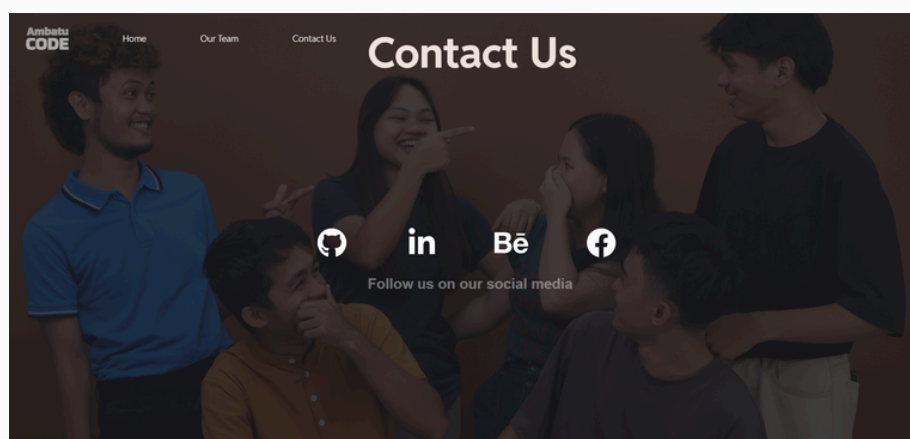 Ambatu
CODE
Home
Our Team
Contact Us
Contact Us
in
Bē
Follow us on our social media